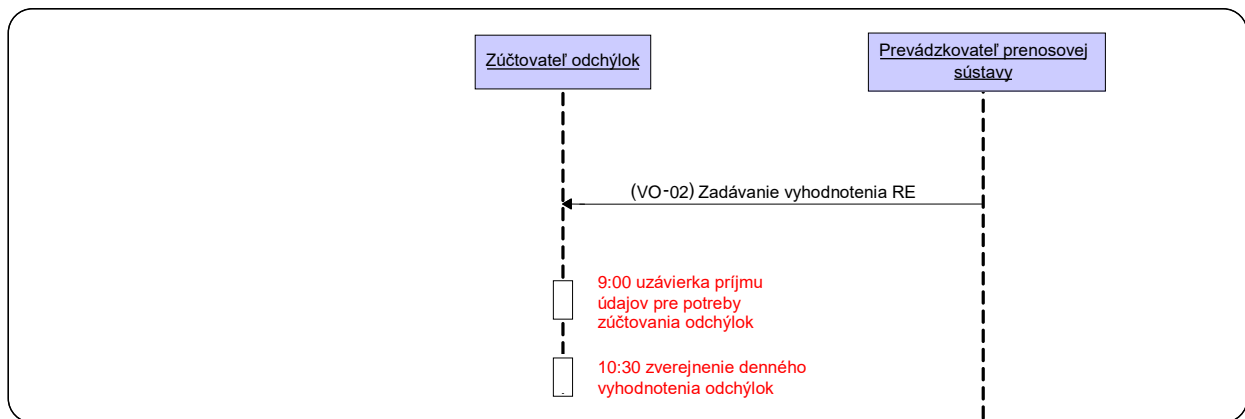 Zúčtovateľ odchýlok
Prevádzkovateľ prenosovej
sústavy
(VO-02) Zadávanie vyhodnotenia RE
9:00 uzávierka príjmu
údajov pre potreby
zúčtovania odchýlok
10:30 zverejnenie denného
vyhodnotenia odchýlok